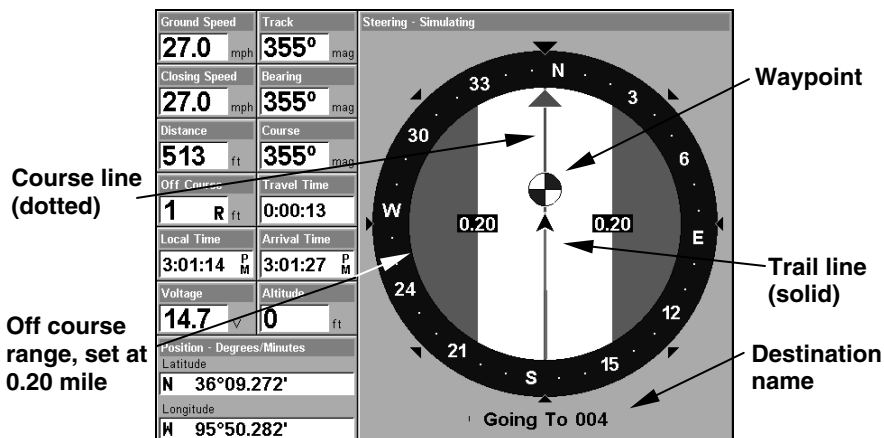 Ground Speed
27.0 mph
Track
355º mag
Closing Speed
27.0 mph
Bearing
355º mag
Distance
513 ft
Course
355º mag
Off Course
1 R ft
Travel Time
0:00:13
Local Time
3:01:14 PM
Arrival Time
3:01:27 PM
Voltage
14.7 V
Altitude
0 ft
Position - Degrees/Minutes
Latitude
N 36°09.272'
Longitude
W 95°50.282'
Steering - Simulating
N
3
6
E
12
15
S
21
24
W
30
33
0.20
0.20
Going To 004
Course line
(dotted)
Off course
range, set at
0.20 mile
Waypoint
Trail line
(solid)
Destination
name